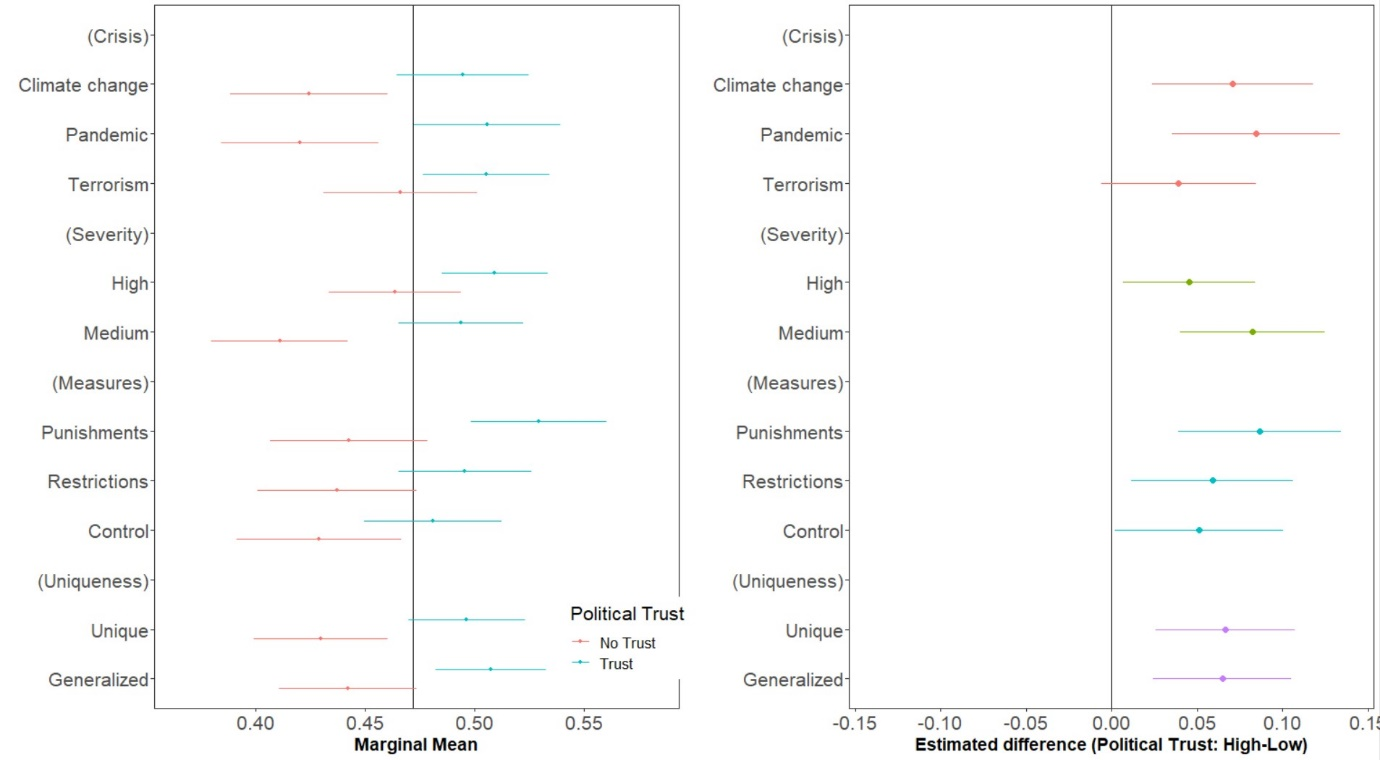 (Crisis)
Climate change
Pandemic
Terrorism
(Severity)
High
Medium
(Measures)
Punishments
Restrictions
Control
(Uniqueness)
Unique
Generalized
Political Trust
No Trust
Trust
0.40 0.45 0.50 0.55
Marginal Mean
(Crisis)
Climate change
Pandemic
Terrorism
(Severity)
High
Medium
(Measures)
Punishments
Restrictions
Control
(Uniqueness)
Unique
Generalized
-0.15 -0.10 -0.05 0.00 0.05 0.10 0.15
Estimated difference (Political Trust: High-Low)